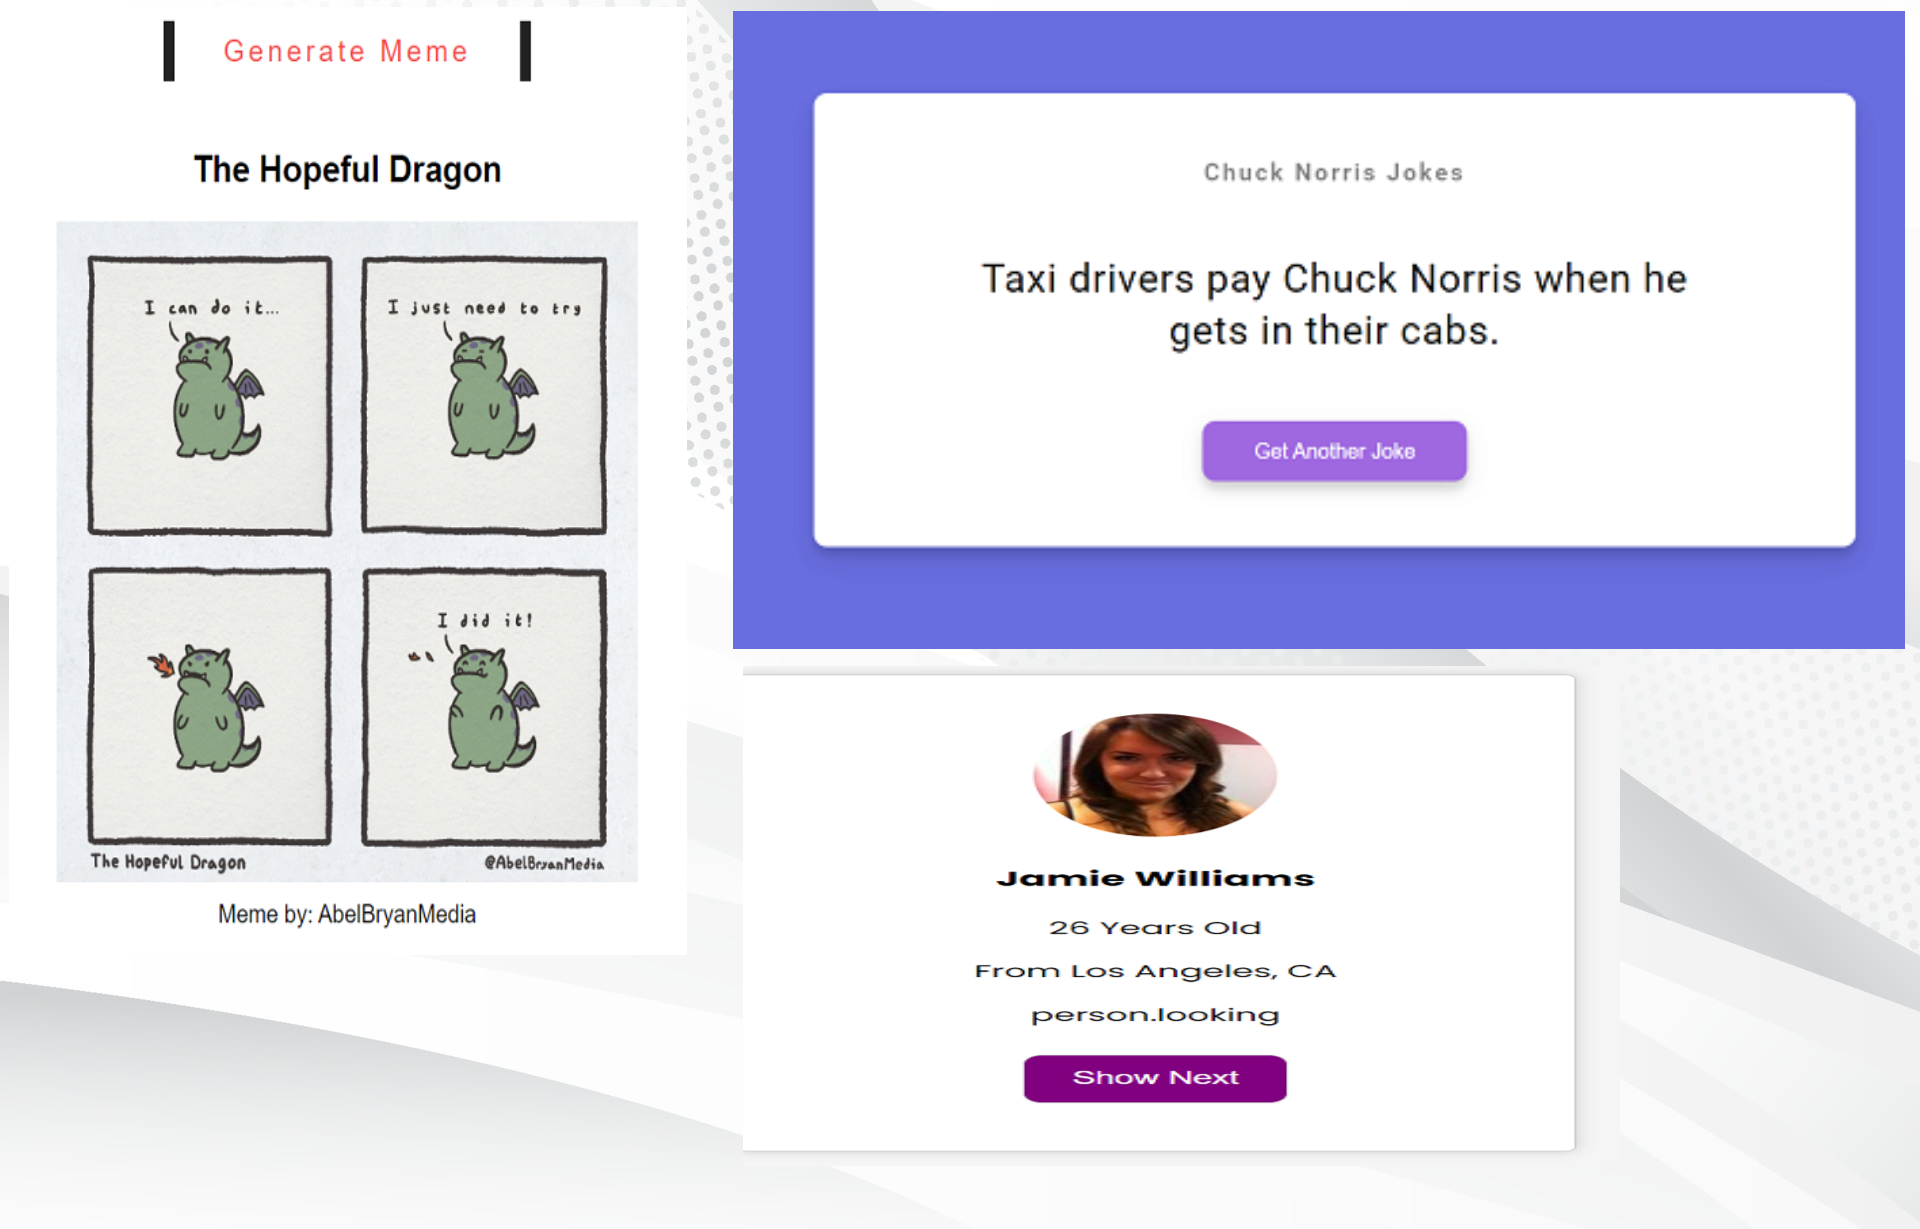 Generate Meme
The Hopeful Dragon
I can do it...
I just need to try
I did it!
The Hopeful Dragon
@AbelBryanMedia
Meme by: AbelBryanMedia
Chuck Norris Jokes
Taxi drivers pay Chuck Norris when he
gets in their cabs.
Get Another Joke
Jamie Williams
26 Years Old
From Los Angeles, CA
person.looking
Show Next